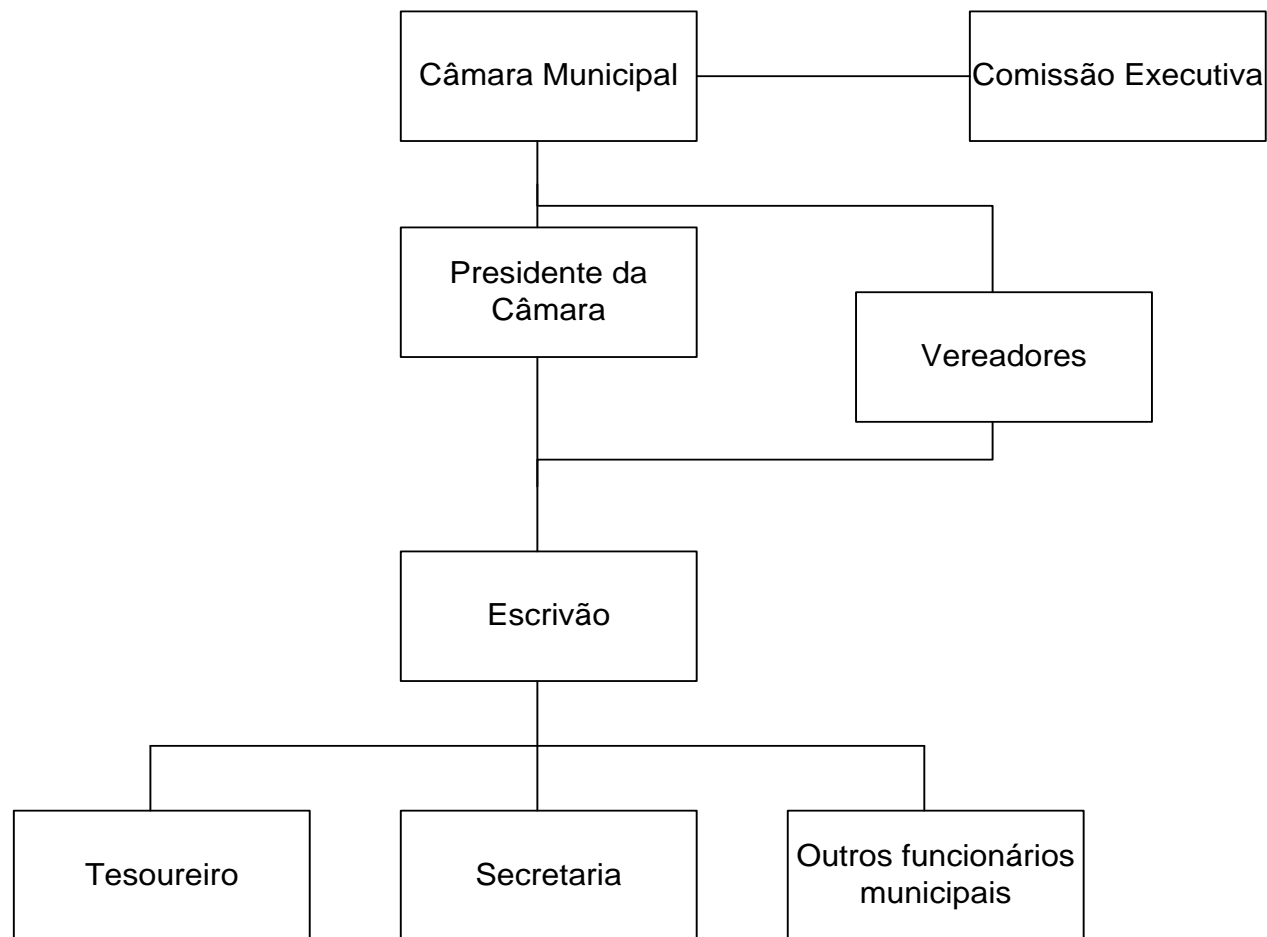 Câmara Municipal
Comissão Executiva
Presidente da
Câmara
Vereadores
Escrivão
Tesoureiro
Secretaria
Outros funcionários
municipais